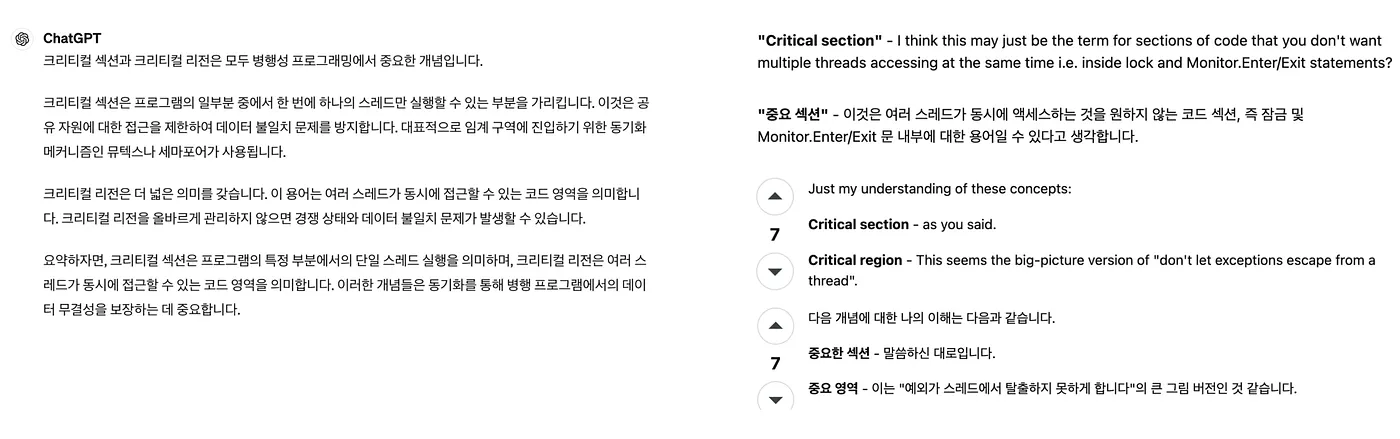 ChatGPT
크리티컬 섹션과 크리티컬 리전은 모두 병행성 프로그래밍에서 중요한 개념입니다.
크리티컬 섹션은 프로그램의 일부분 중에서 한 번에 하나의 스레드만 실행할 수 있는 부분을 가리킵니다. 이것은 공
유 자원에 대한 접근을 제한하여 데이터 불일치 문제를 방지합니다. 대표적으로 임계 구역에 진입하기 위한 동기화
메커니즘인 뮤텍스나 세마포어가 사용됩니다.
크리티컬 리전은 더 넓은 의미를 갖습니다. 이 용어는 여러 스레드가 동시에 접근할 수 있는 코드 영역을 의미합니
다. 크리티컬 리전을 올바르게 관리하지 않으면 경쟁 상태와 데이터 불일치 문제가 발생할 수 있습니다.
요약하자면, 크리티컬 섹션은 프로그램의 특정 부분에서의 단일 스레드 실행을 의미하며, 크리티컬 리전은 여러 스
레드가 동시에 접근할 수 있는 코드 영역을 의미합니다. 이러한 개념들은 동기화를 통해 병행 프로그램에서의 데이
터 무결성을 보장하는 데 중요합니다.
"Critical section" - I think this may just be the term for sections of code that you don't want
multiple threads accessing at the same time i.e. inside lock and Monitor.Enter/Exit statements?
"중요 섹션" - 이것은 여러 스레드가 동시에 액세스하는 것을 원하지 않는 코드 섹션, 즉 잠금 및
Monitor.Enter/Exit 문 내부에 대한 용어일 수 있다고 생각합니다.
Just my understanding of these concepts:
Critical section - as you said.
7
Critical region - This seems the big-picture version of "don't let exceptions escape from a
thread".
다음 개념에 대한 나의 이해는 다음과 같습니다.
중요한 섹션 - 말씀하신 대로입니다.
7
중요 영역 - 이는 "예외가 스레드에서 탈출하지 못하게 합니다"의 큰 그림 버전인 것 같습니다.